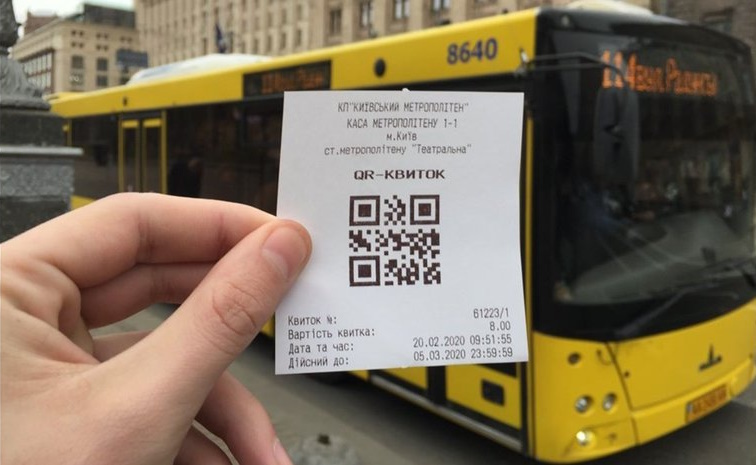 8640
114
КП"КИЇВСЬКИЙ МЕТРОПОЛІТЕН"
КАСА МЕТРОПОЛІТЕНУ 1-1
м.Київ
ст.метрополітену "Театральна"
QR-КВИТОК
Квиток №: 61223/1
Вартість квитка: 8.00
Дата та час: 20.02.2020 09:51:55
Дійсний до: 05.03.2020 23:59:59